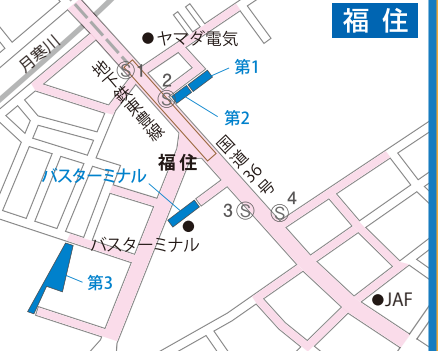 福住
ヤマダ電気
月寒川
第1
Ⓢ1
2
Ⓢ
地下鉄東豊線
第2
国道36号
福住
バスターミナル
4
3Ⓢ
Ⓢ
バスターミナル
第3
JAF